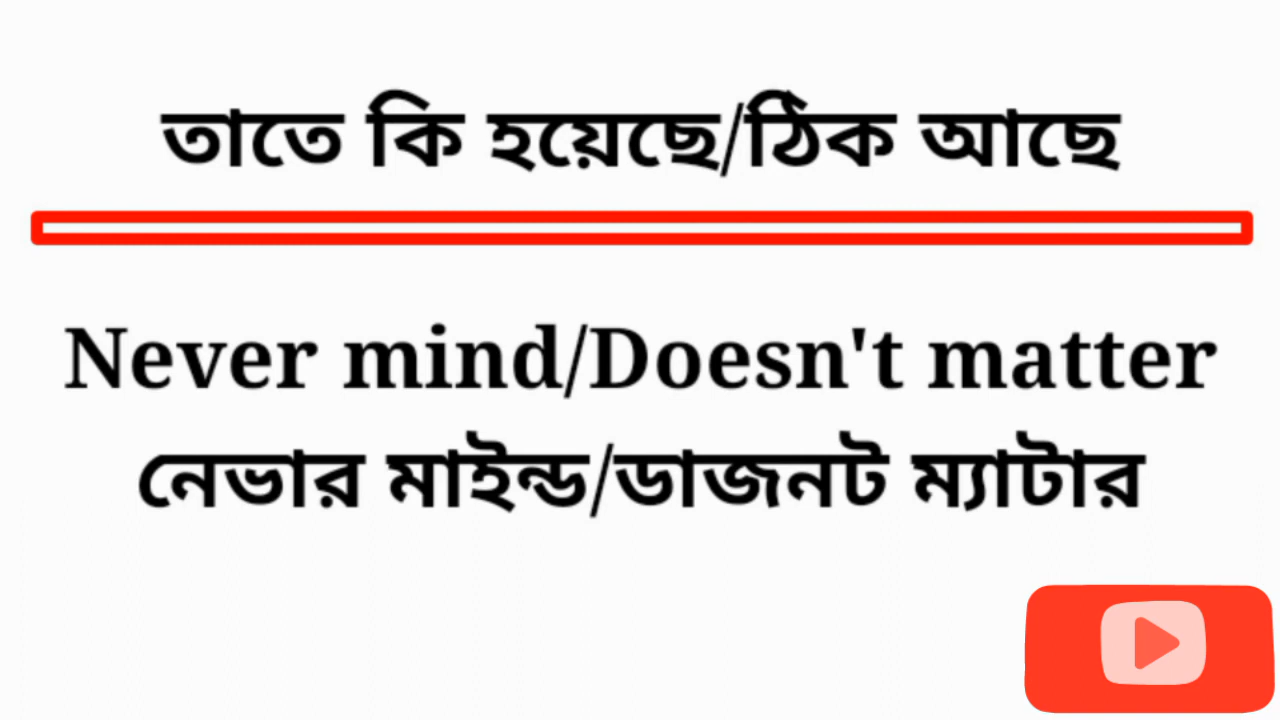 তাতে কি হয়েছে/ঠিক আছে
Never mind/Doesn't matter
নেভার মাইন্ড/ডাজনট ম্যাটার